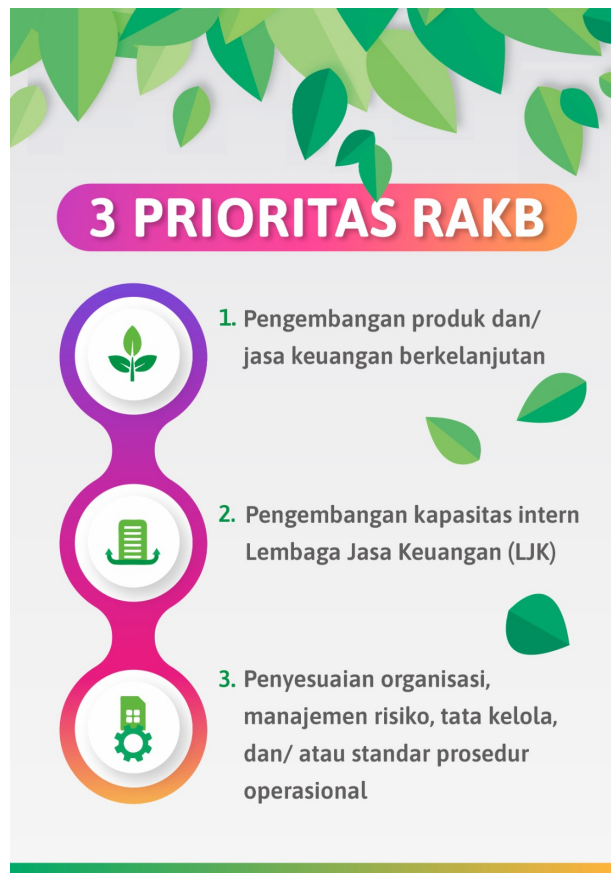 3 PRIORITAS RAKB
1. Pengembangan produk dan/
jasa keuangan berkelanjutan
2. Pengembangan kapasitas intern
Lembaga Jasa Keuangan (LJK)
3. Penyesuaian organisasi,
manajemen risiko, tata kelola,
dan/ atau standar prosedur
operasional